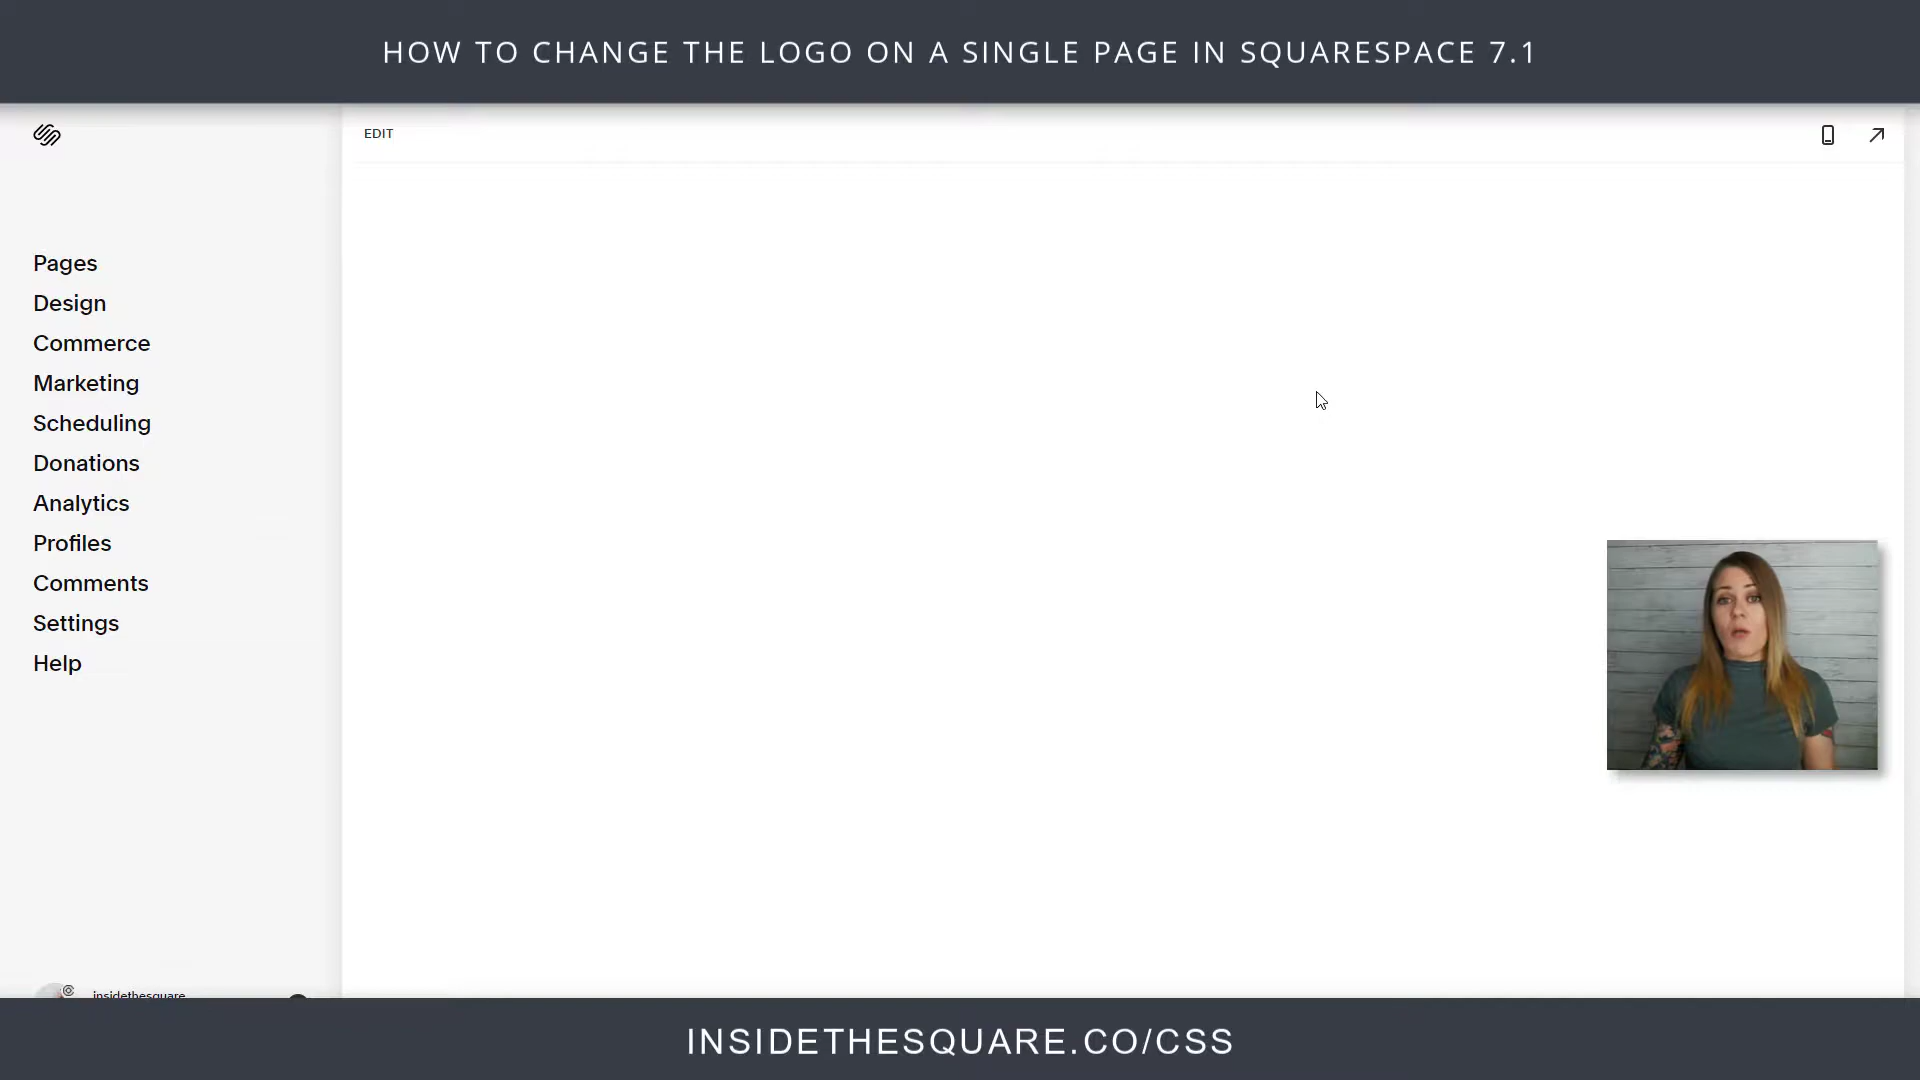 HOW TO CHANGE THE LOGO ON A SINGLE PAGE IN SQUARESPACE 7.1
EDIT
Pages
Design
Commerce
Marketing
Scheduling
Donations
Analytics
Profiles
Comments
Settings
Help
insidethesquare
INSIDETHESQUARE.CO/CSS